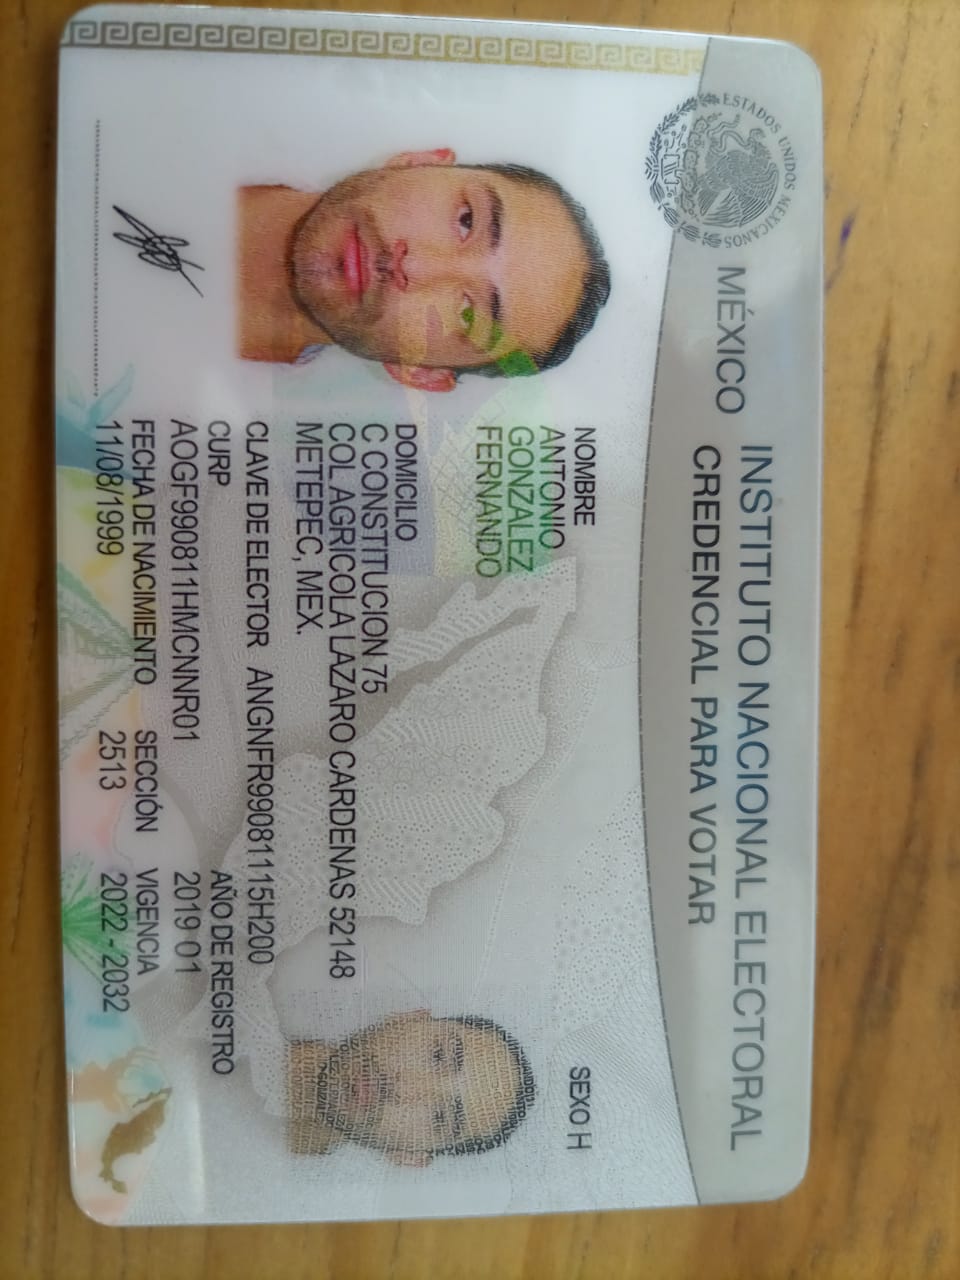 ESTADOS UNIDOS MEXICANOS
MÉXICO
INSTITUTO NACIONAL ELECTORAL
CREDENCIAL PARA VOTAR
NOMBRE
ANTONIO
GONZALEZ
FERNANDO
SEXO H
DOMICILIO
C CONSTITUCION 75
COL AGRICOLA LAZARO CARDENAS 52148
METEPEC, MEX.
CLAVE DE ELECTOR ANGNFR99081115H200
CURP
AOGF990811HMCNNR01
AÑO DE REGISTRO
2019 01
FECHA DE NACIMIENTO
11/08/1999
SECCIÓN
2513
VIGENCIA
2022 - 2032